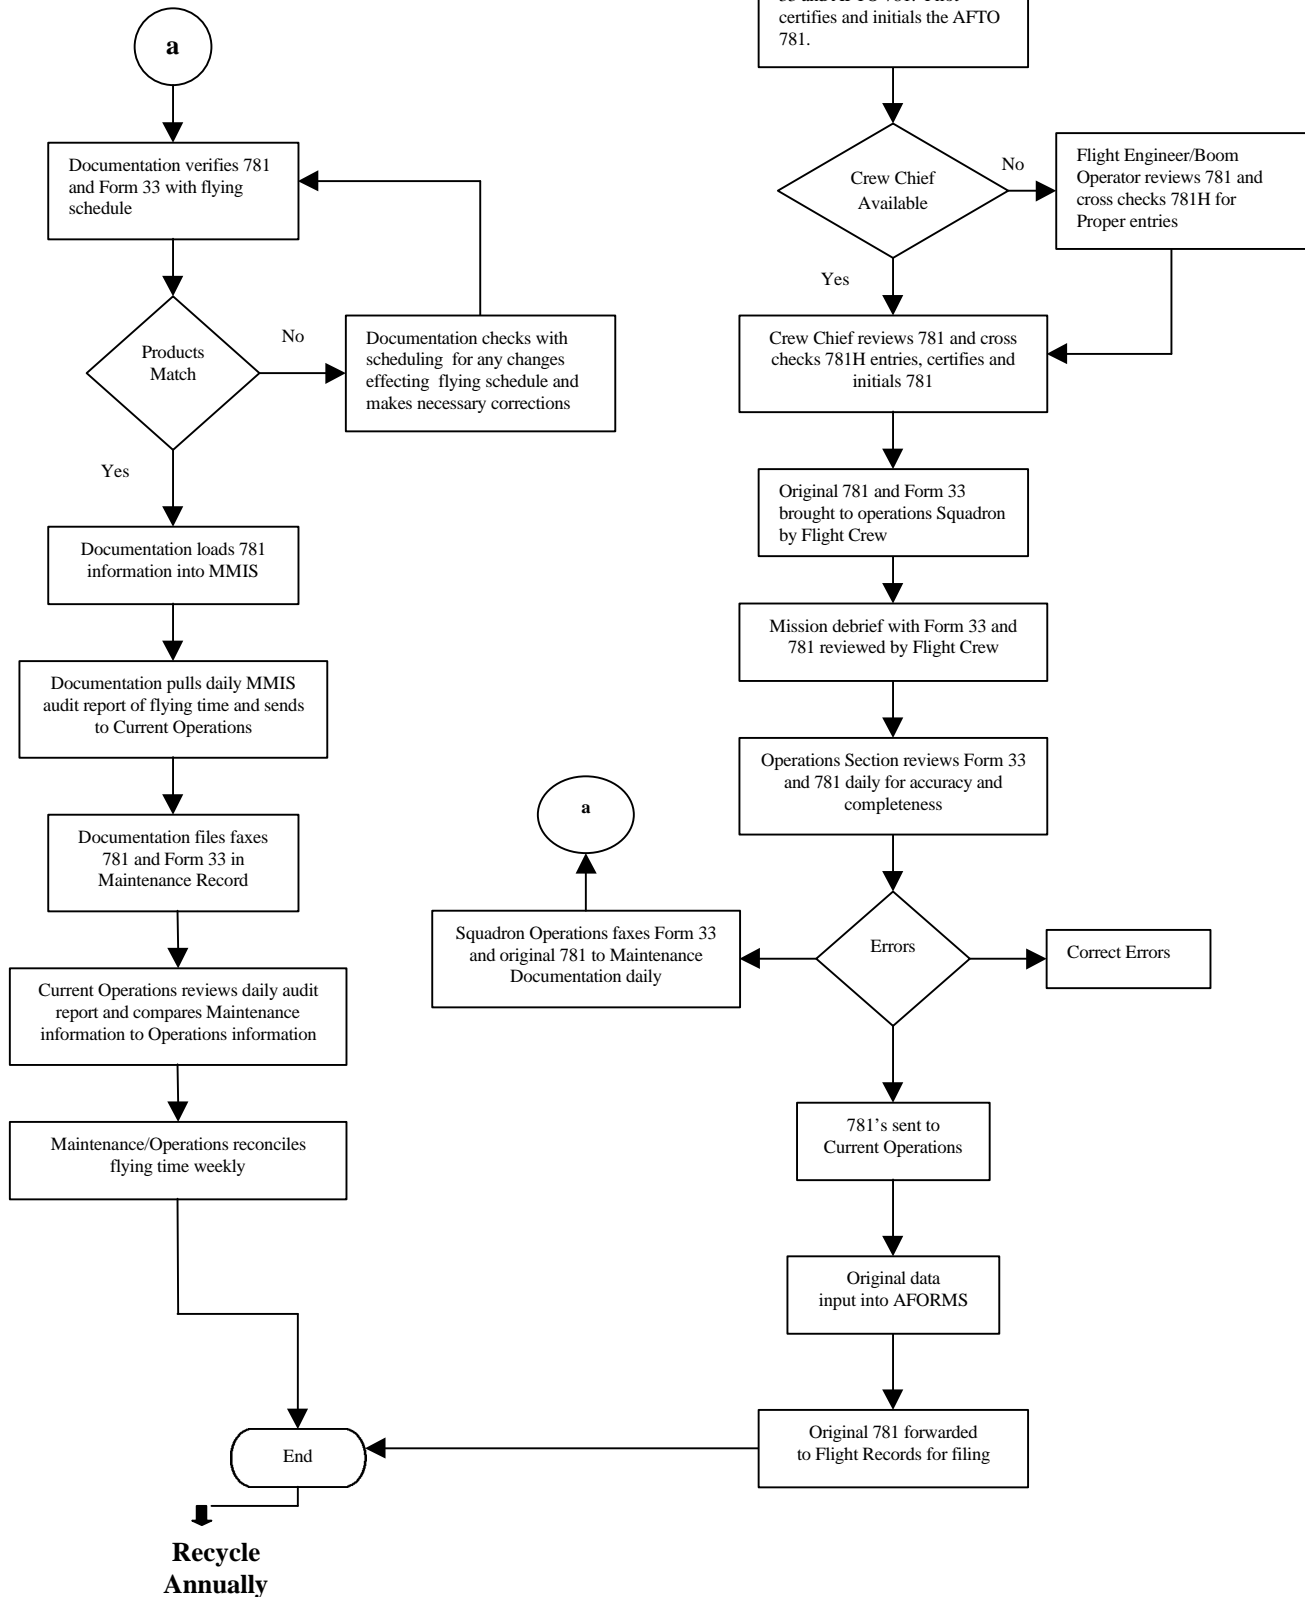 a
Documentation verifies 781
and Form 33 with flying
schedule
Products
Match
No
Documentation checks with
scheduling for any changes
effecting flying schedule and
makes necessary corrections
Yes
Documentation loads 781
information into MMIS
Documentation pulls daily MMIS
audit report of flying time and sends
to Current Operations
Documentation files faxes
781 and Form 33 in
Maintenance Record
Current Operations reviews daily audit
report and compares Maintenance
information to Operations information
Maintenance/Operations reconciles
flying time weekly
certifies and initials the AFTO
781.
Crew Chief
Available
No
Flight Engineer/Boom
Operator reviews 781 and
cross checks 781H for
Proper entries
Yes
Crew Chief reviews 781 and cross
checks 781H entries, certifies and
initials 781
Original 781 and Form 33
brought to operations Squadron
by Flight Crew
Mission debrief with Form 33 and
781 reviewed by Flight Crew
Operations Section reviews Form 33
and 781 daily for accuracy and
completeness
a
Squadron Operations faxes Form 33
and original 781 to Maintenance
Documentation daily
Errors
Correct Errors
781’s sent to
Current Operations
Original data
input into AFORMS
Original 781 forwarded
to Flight Records for filing
End
Recycle
Annually